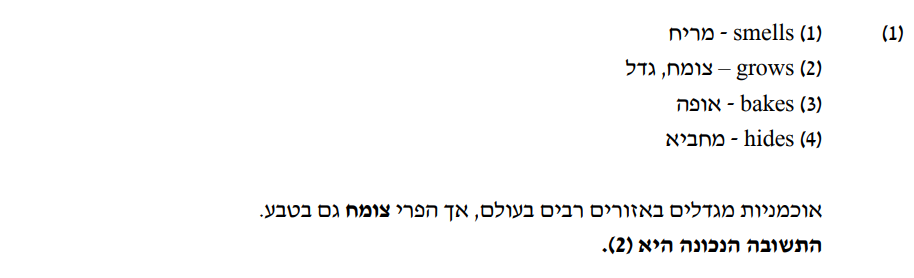 (1) (1) smells - מריח
(2) grows – צומח, גדל
(3) bakes - אופה
(4) hides - מחביא
אוכמניות מגדלים באזורים רבים בעולם, אך הפרי צומח גם בטבע.
התשובה הנכונה היא (2).